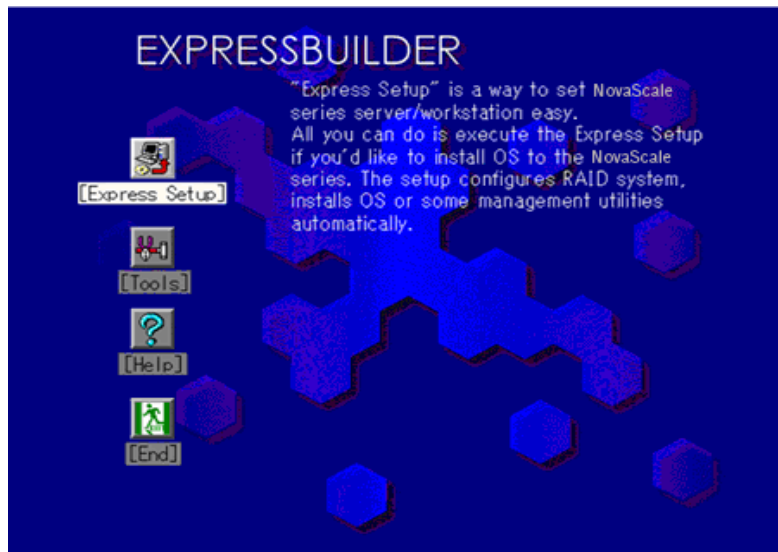 EXPRESSBUILDER
"Express Setup" is a way to set NovaScale
series server/workstation easy.
All you can do is execute the Express Setup
if you'd like to install OS to the NovaScale
series. The setup configures RAID system,
installs OS or some management utilities
automatically.
[Express Setup]
[Tools]
[Help]
[End]